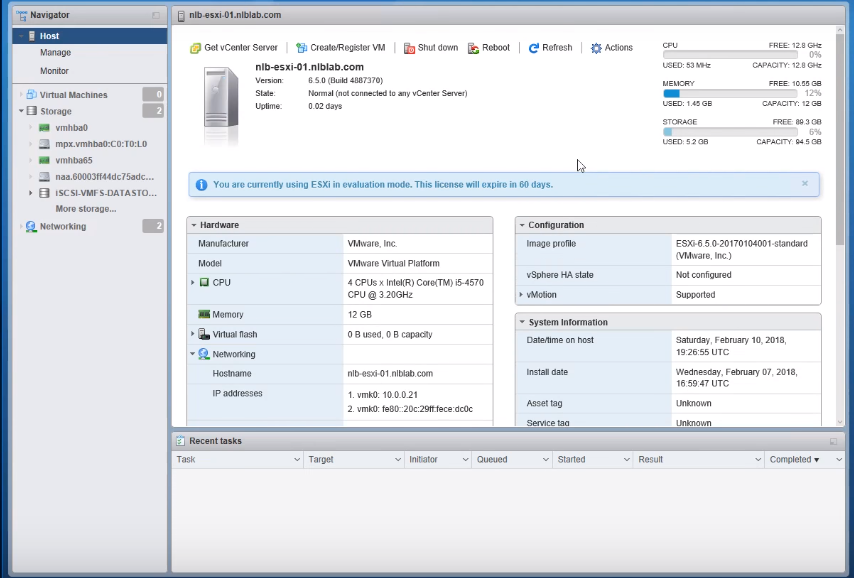 Navigator
Host
Manage
Monitor
Virtual Machines 0
Storage 2
vmhba0
mpx.vmhba0:C0:T0:L0
vmhba65
naa.60003ff44dc75adc...
iSCSI-VMFS-DATASTO...
More storage...
Networking 2
nlb-esxi-01.nlblab.com
Get vCenter Server
Create/Register VM
Shut down
Reboot
Refresh
Actions
nlb-esxi-01.nlblab.com
Version: 6.5.0 (Build 4887370)
State: Normal (not connected to any vCenter Server)
Uptime: 0.02 days
CPU FREE: 12.8 GHz
0%
USED: 53 MHz CAPACITY: 12.8 GHz
MEMORY FREE: 10.55 GB
12%
USED: 1.45 GB CAPACITY: 12 GB
STORAGE FREE: 89.3 GB
6%
USED: 5.2 GB CAPACITY: 94.5 GB
You are currently using ESXi in evaluation mode. This license will expire in 60 days.
Hardware
Manufacturer VMware, Inc.
Model VMware Virtual Platform
CPU 4 CPUs x Intel(R) Core(TM) i5-4570
CPU @ 3.20GHz
Memory 12 GB
Virtual flash 0 B used, 0 B capacity
Networking
Hostname nlb-esxi-01.nlblab.com
IP addresses 1. vmk0: 10.0.0.21
2. vmk0: fe80::20c:29ff:fece:dc0c
Configuration
Image profile ESXi-6.5.0-20170104001-standard
(VMware, Inc.)
vSphere HA state Not configured
vMotion Supported
System Information
Date/time on host Saturday, February 10, 2018,
19:26:55 UTC
Install date Wednesday, February 07, 2018,
16:59:47 UTC
Asset tag Unknown
Service tag Unknown
Recent tasks
Task Target Initiator Queued Started Result Completed